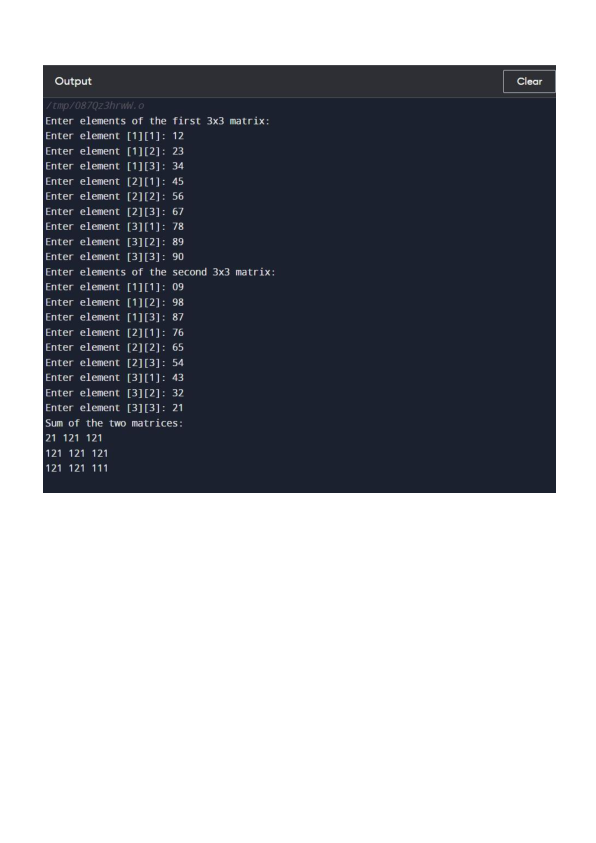 Output
Clear
/tmp/O87Qz3hrwW.o
Enter elements of the first 3x3 matrix:
Enter element [1][1]: 12
Enter element [1][2]: 23
Enter element [1][3]: 34
Enter element [2][1]: 45
Enter element [2][2]: 56
Enter element [2][3]: 67
Enter element [3][1]: 78
Enter element [3][2]: 89
Enter element [3][3]: 90
Enter elements of the second 3x3 matrix:
Enter element [1][1]: 09
Enter element [1][2]: 98
Enter element [1][3]: 87
Enter element [2][1]: 76
Enter element [2][2]: 65
Enter element [2][3]: 54
Enter element [3][1]: 43
Enter element [3][2]: 32
Enter element [3][3]: 21
Sum of the two matrices:
21 121 121
121 121 121
121 121 111